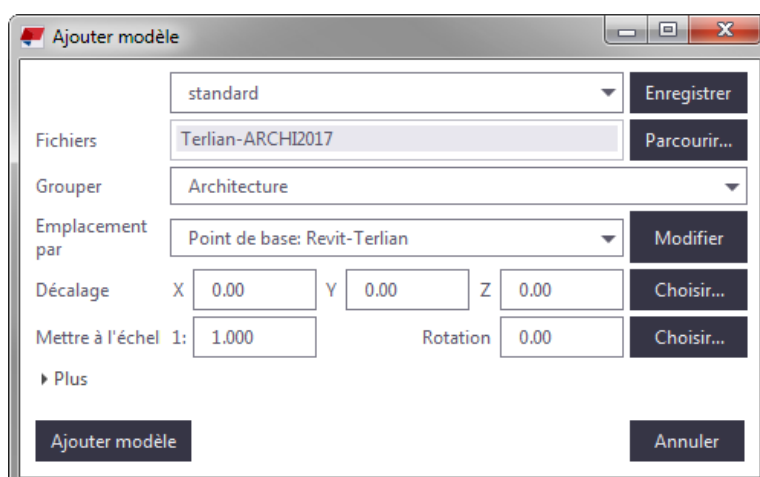 Ajouter modèle
standard Enregistrer
Fichiers Terlian-ARCHI2017 Parcourir...
Grouper Architecture
Emplacement
par Point de base: Revit-Terlian Modifier
Décalage X 0.00 Y 0.00 Z 0.00 Choisir...
Mettre à l'échel 1: 1.000 Rotation 0.00 Choisir...
Plus
Ajouter modèle Annuler